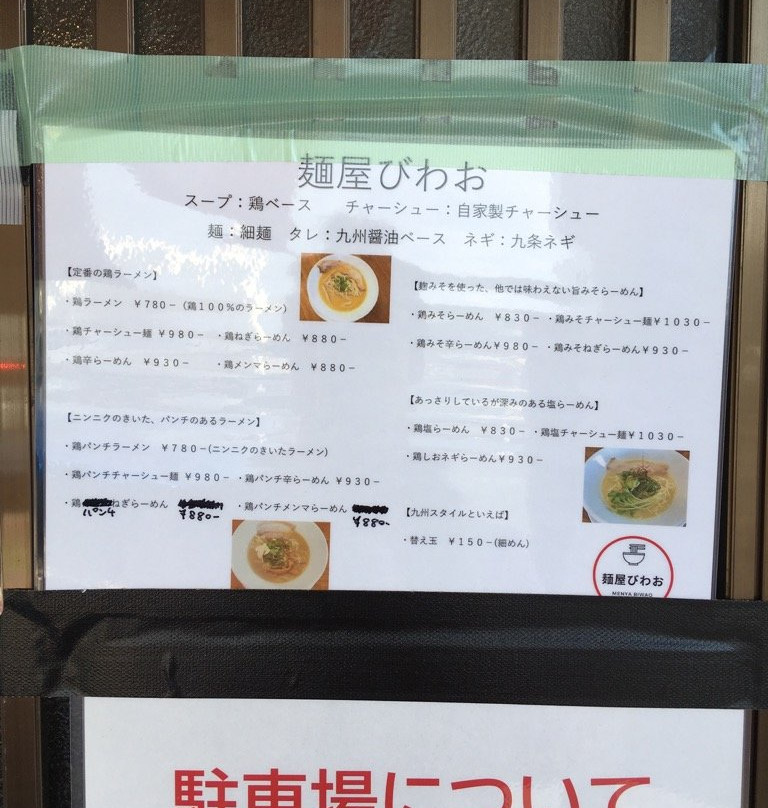 麺屋びわお
スープ：鶏ベース　チャーシュー：自家製チャーシュー
麺：細麺　タレ：九州醤油ベース　ネギ：九条ネギ
【定番の鶏ラーメン】
・鶏ラーメン　￥７８０－（鶏１００％のラーメン）
・鶏チャーシュー麺　￥９８０－　・鶏ねぎらーめん　￥８８０－
・鶏辛らーめん　￥９３０－　・鶏メンマらーめん　￥８８０－
【ニンニクのきいた、パンチのあるラーメン】
・鶏パンチラーメン　￥７８０－（ニンニクのきいたラーメン）
・鶏パンチチャーシュー麺　￥９８０－　・鶏パンチ辛らーめん　￥９３０－
・鶏パンチねぎらーめん　￥880-　・鶏パンチメンマらーめん　￥880-
【麹みそを使った、他では味わえない旨みそらーめん】
・鶏みそらーめん　￥８３０－　・鶏みそチャーシュー麺￥１０３０－
・鶏みそ辛らーめん￥９８０－　・鶏みそねぎらーめん￥９３０－
【あっさりしているが深みのある塩らーめん】
・鶏塩らーめん　￥８３０－　・鶏塩チャーシュー麺￥１０３０－
・鶏しおネギらーめん￥９３０－
【九州スタイルといえば】
・替え玉　￥１５０－（細めん）
麺屋びわお
MENYA BIWAO
駐車場について